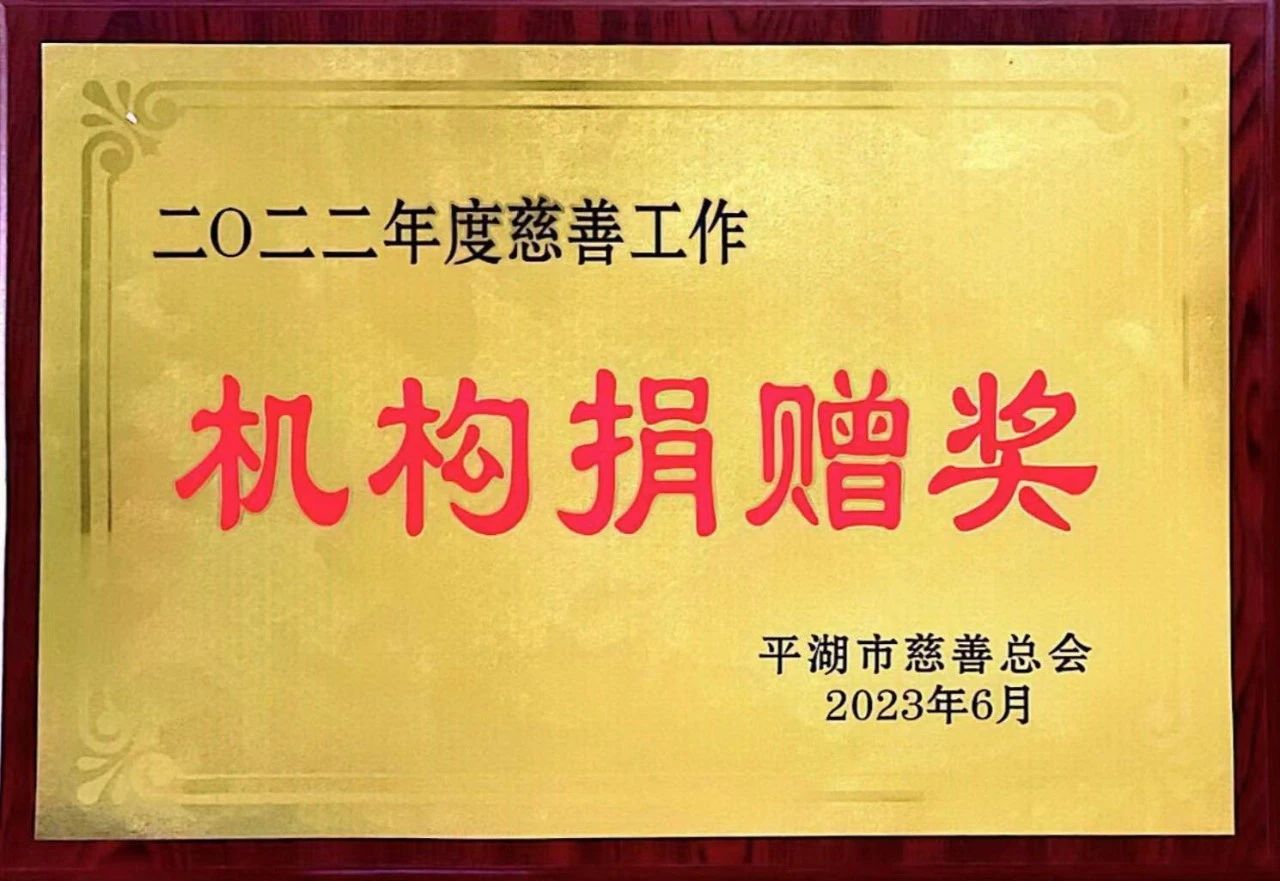 二〇二二年度慈善工作
机构捐赠奖
平湖市慈善总会
2023年6月